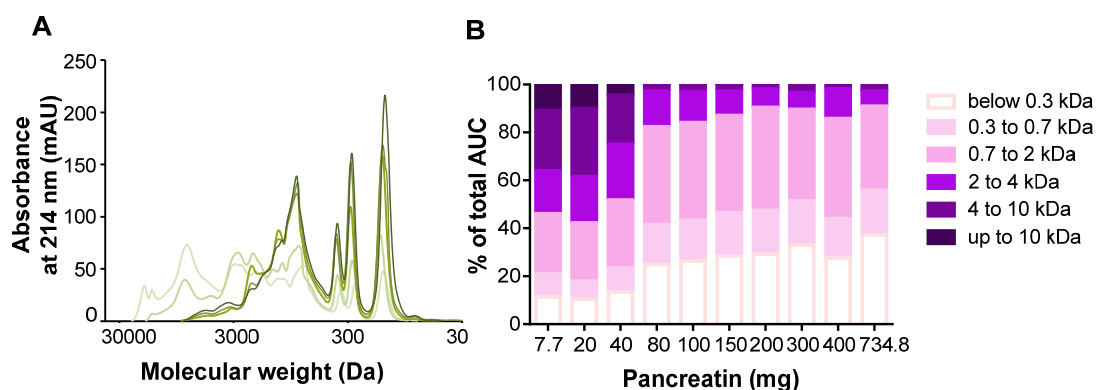 A
Absorbance
at 214 nm (mAU)
250
200
150
100
50
0
30000
3000
300
30
Molecular weight (Da)
B
% of total AUC
100
80
60
40
20
0
7.7
20
40
80
100
150
200
300
400
734.8
Pancreatin (mg)
below 0.3 kDa
0.3 to 0.7 kDa
0.7 to 2 kDa
2 to 4 kDa
4 to 10 kDa
up to 10 kDa